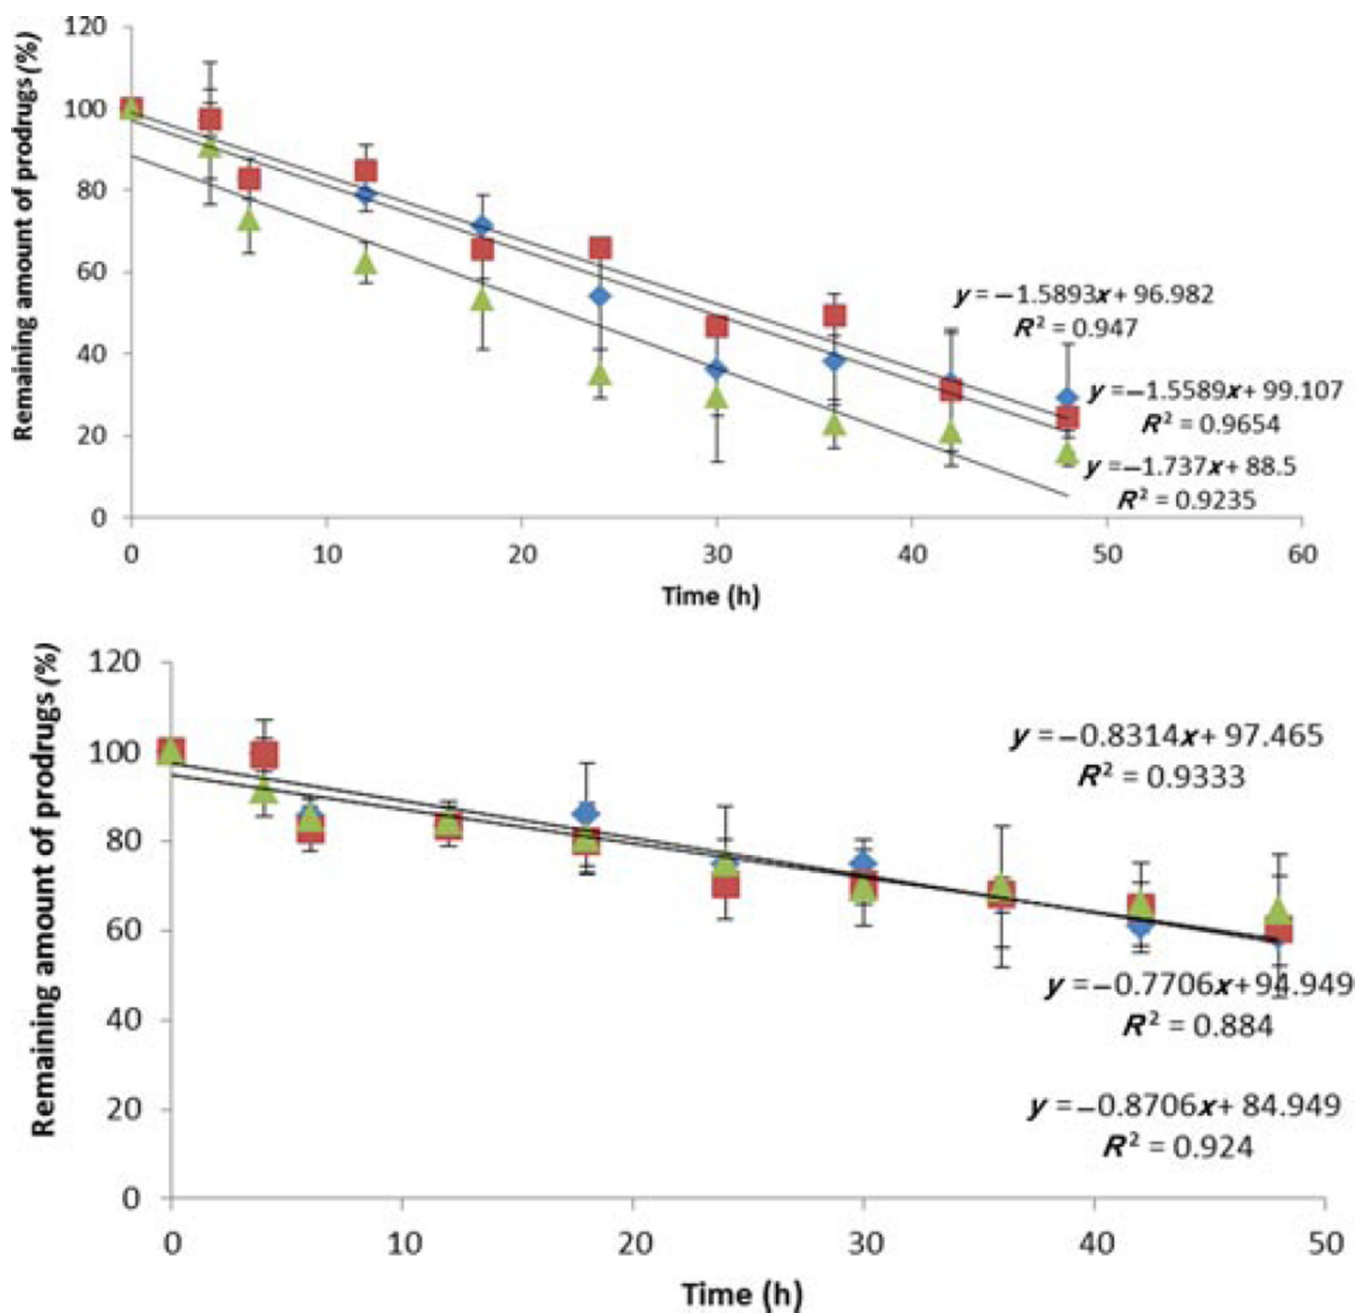 Remaining amount of prodrugs (%)
120
100
80
60
40
20
0
y = −1.5893x + 96.982
R² = 0.947
y = −1.5589x + 99.107
R² = 0.9654
y = −1.737x + 88.5
R² = 0.9235
0 10 20 30 40 50 60
Time (h)
Remaining amount of prodrugs (%)
120
100
80
60
40
20
0
y = −0.8314x + 97.465
R² = 0.9333
y = −0.7706x + 94.949
R² = 0.884
y = −0.8706x + 84.949
R² = 0.924
0 10 20 30 40 50
Time (h)